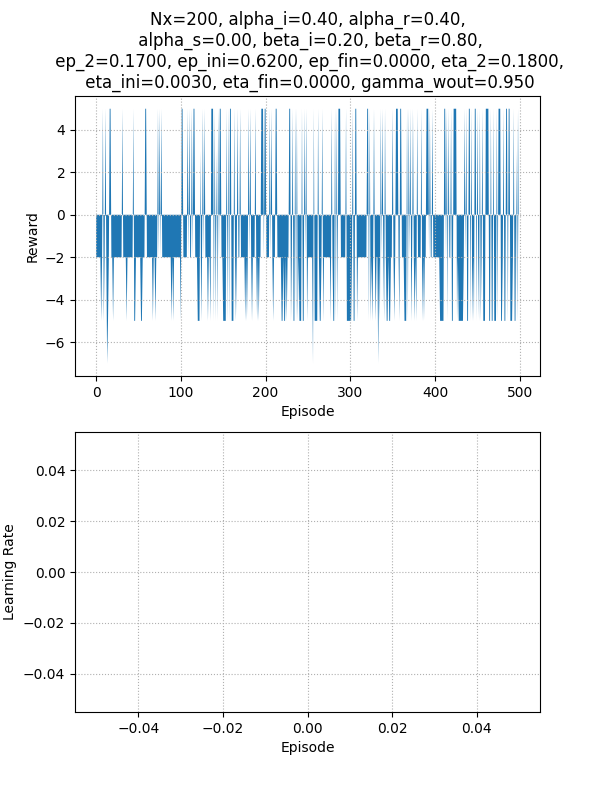 Nx=200, alpha_i=0.40, alpha_r=0.40,
alpha_s=0.00, beta_i=0.20, beta_r=0.80,
ep_2=0.1700, ep_ini=0.6200, ep_fin=0.0000, eta_2=0.1800,
eta_ini=0.0030, eta_fin=0.0000, gamma_wout=0.950
4
2
0
−2
−4
−6
Reward
0
100
200
300
400
500
Episode
0.04
0.02
0.00
−0.02
−0.04
Learning Rate
−0.04
−0.02
0.00
0.02
0.04
Episode